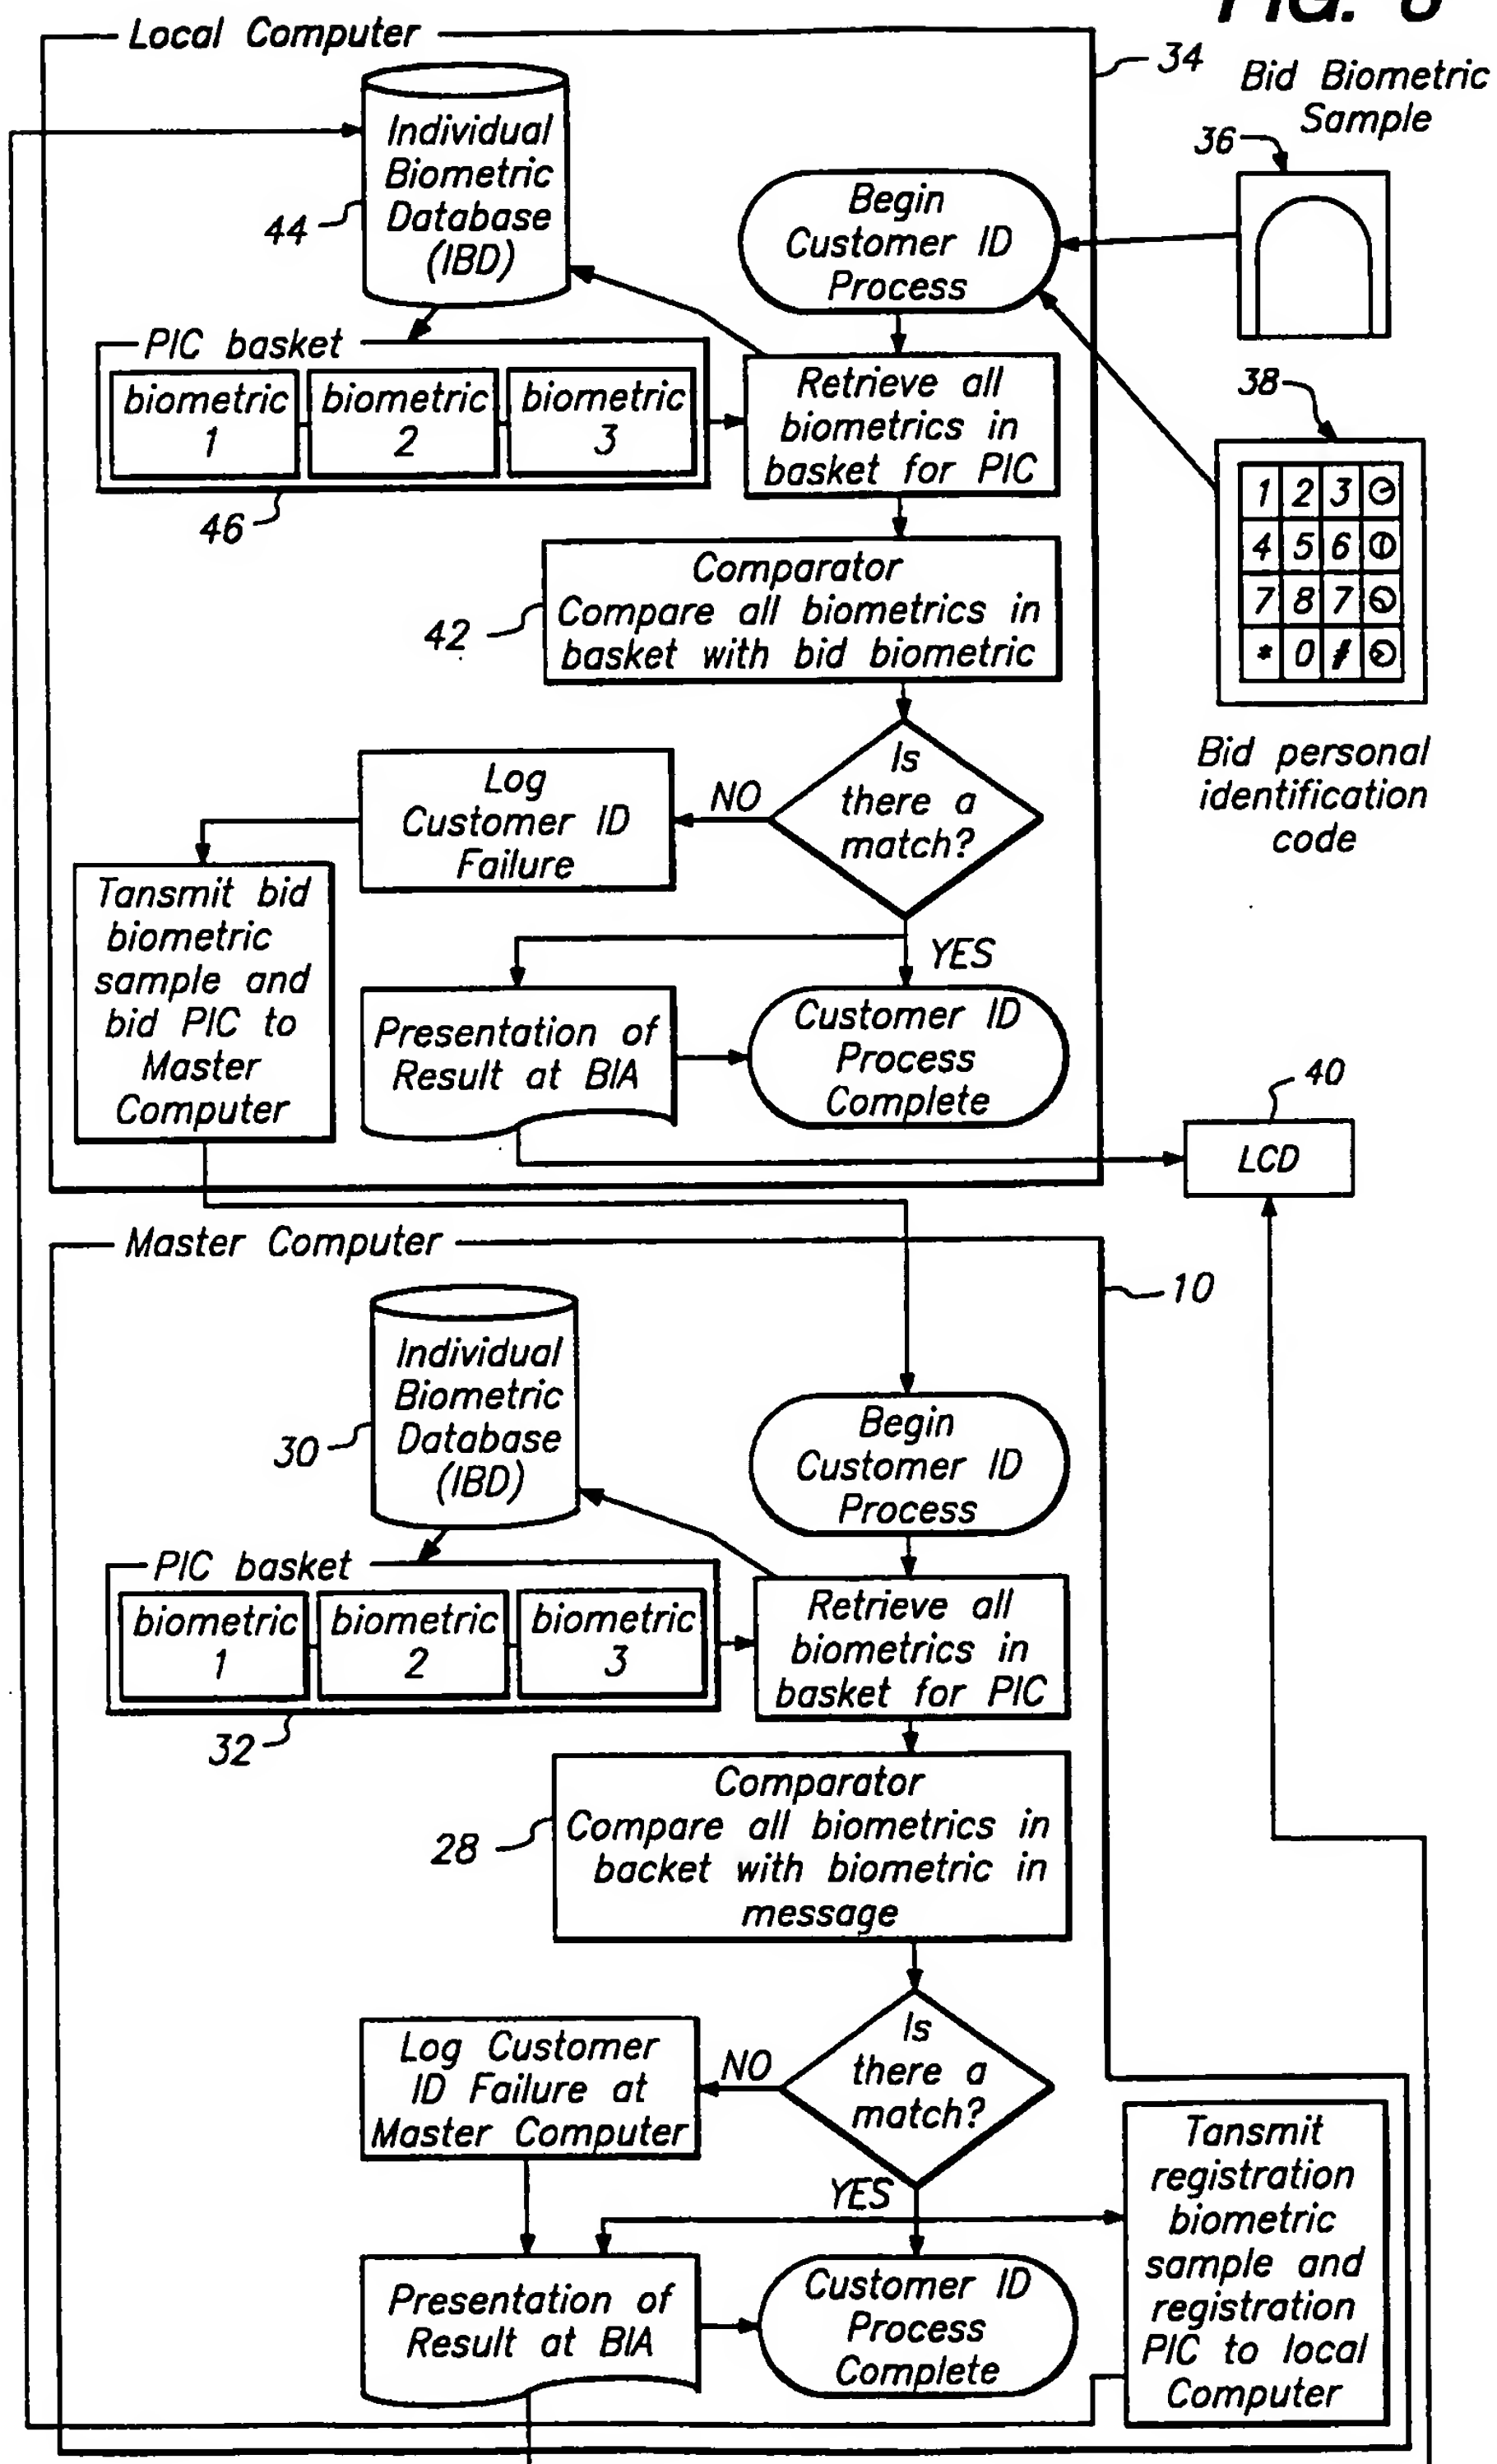 FIG.
Local Computer
34
Bid Biometric
Sample
36
Individual
Biometric
Database
(IBD)
44
Begin
Customer ID
Process
PIC basket
biometric
1
biometric
2
biometric
3
46
Retrieve all
biometrics in
basket for PIC
38
1 2 3
4 5 6
7 8 7
* 0 #
Bid personal
identification
code
Comparator
Compare all biometrics in
basket with bid biometric
42
Is
there a
match?
NO
Log
Customer ID
Failure
Tansmit bid
biometric
sample and
bid PIC to
Master
Computer
YES
Presentation of
Result at BIA
Customer ID
Process
Complete
40
LCD
Master Computer
10
Individual
Biometric
Database
(IBD)
30
Begin
Customer ID
Process
PIC basket
biometric
1
biometric
2
biometric
3
32
Retrieve all
biometrics in
basket for PIC
Comparator
Compare all biometrics in
backet with biometric in
message
28
Is
there a
match?
NO
Log Customer
ID Failure at
Master Computer
YES
Presentation of
Result at BIA
Customer ID
Process
Complete
Tansmit
registration
biometric
sample and
registration
PIC to local
Computer